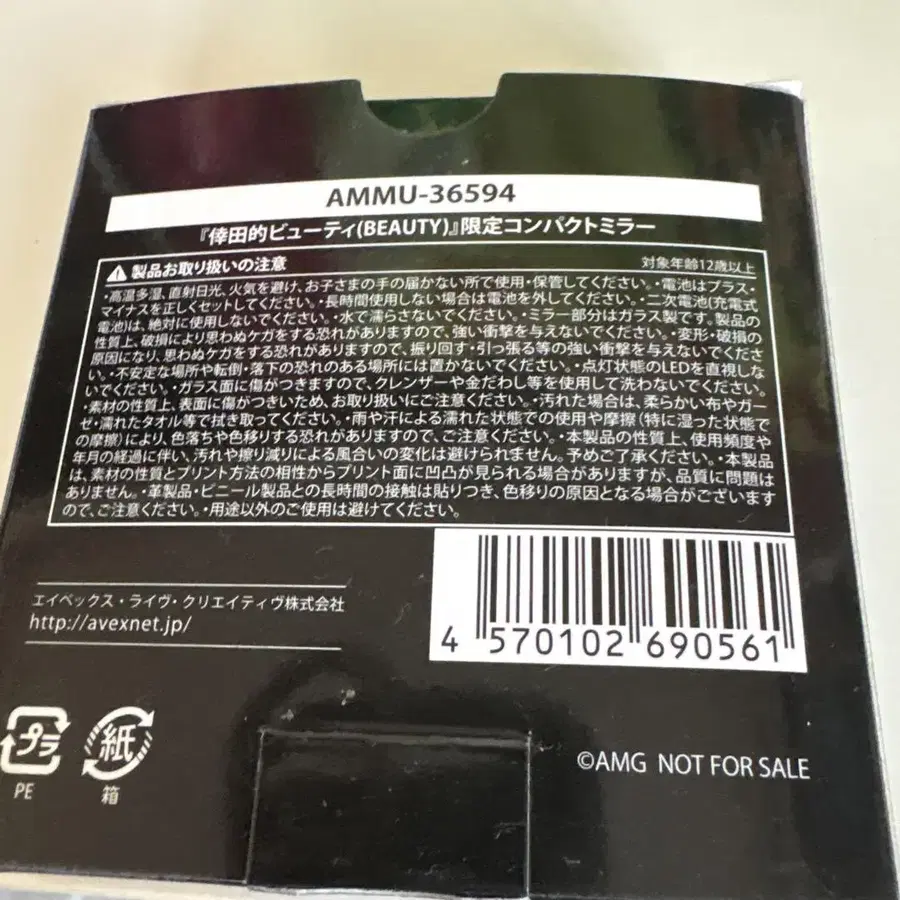 AMMU-36594
『倖田的ビューティ(BEAUTY)』限定コンパクトミラー
製品お取り扱いの注意 対象年齢12歳以上
・高温多湿、直射日光、火気を避け、お子さまの手の届かない所で使用・保管してください。・電池はプラス・
マイナスを正しくセットしてください。・長時間使用しない場合は電池を外してください。・二次電池(充電式
電池)は、絶対に使用しないでください。・水で濡らさないでください。・ミラー部分はガラス製です。製品の
性質上、破損により思わぬケガをする恐れがありますので、強い衝撃を与えないでください。・変形・破損の
原因になり、思わぬケガをする恐れがありますので、振り回す・引っ張る等の強い衝撃を与えないでくださ
い。・不安定な場所や転倒・落下の恐れのある場所には置かないでください。・点灯状態のLEDを直視しな
いでください。・ガラス面に傷がつきますので、クレンザーや金だわし等を使用して洗わないでください。
・素材の性質上、表面に傷がつきいため、お取り扱いにご注意ください。・汚れた場合は、柔らかい布やガー
ゼ・濡れたタオル等で拭き取ってください。・雨や汗による濡れた状態での使用や摩擦(特に湿った状態で
の摩擦)により、色落ちや色移りする恐れがありますので、ご注意ください。・本製品の性質上、使用頻度や
年月の経過に伴い、汚れや擦り減りによる風合いの変化は避けられません。予めご了承ください。・本製品
は、素材の性質とプリント方法の相性からプリント面に凹凸が見られる場合がありますが、品質に問題は
ありません。・革製品・ビニール製品との長時間の接触は貼りつき、色移りの原因となる場合がございます
ので、ご注意ください。・用途以外のご使用は避けてください。
エイベックス・ライヴ・クリエイティヴ株式会社
http://avexnet.jp/
4 570102 690561
プラ
PE
紙
箱
©AMG NOT FOR SALE